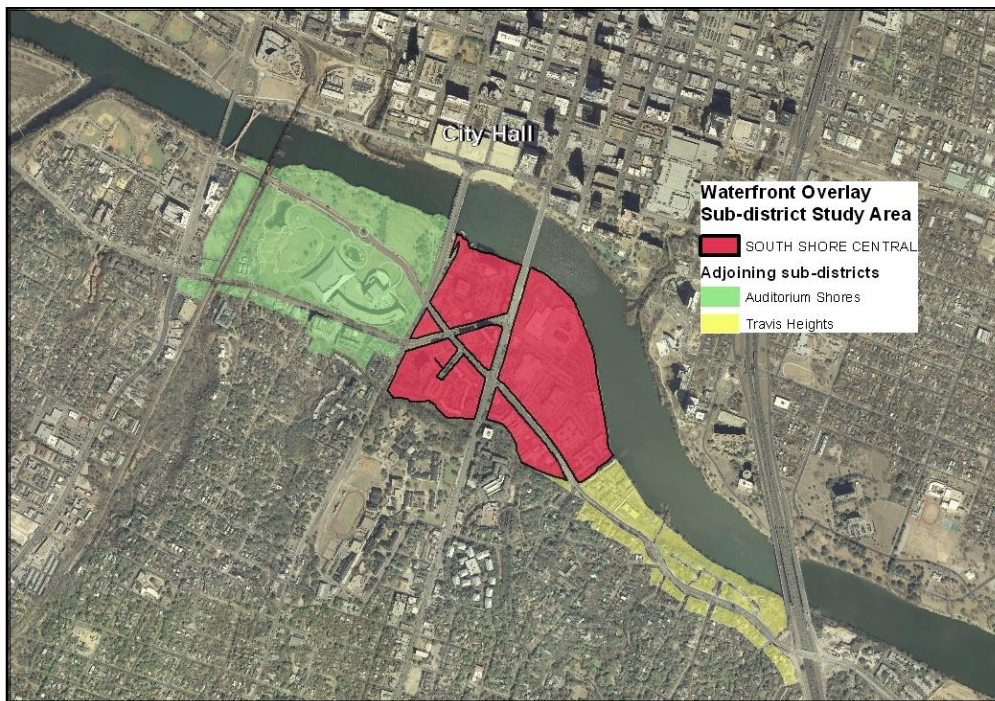 City Hall
Waterfront Overlay
Sub-district Study Area
SOUTH SHORE CENTRAL
Adjoining sub-districts
Auditorium Shores
Travis Heights